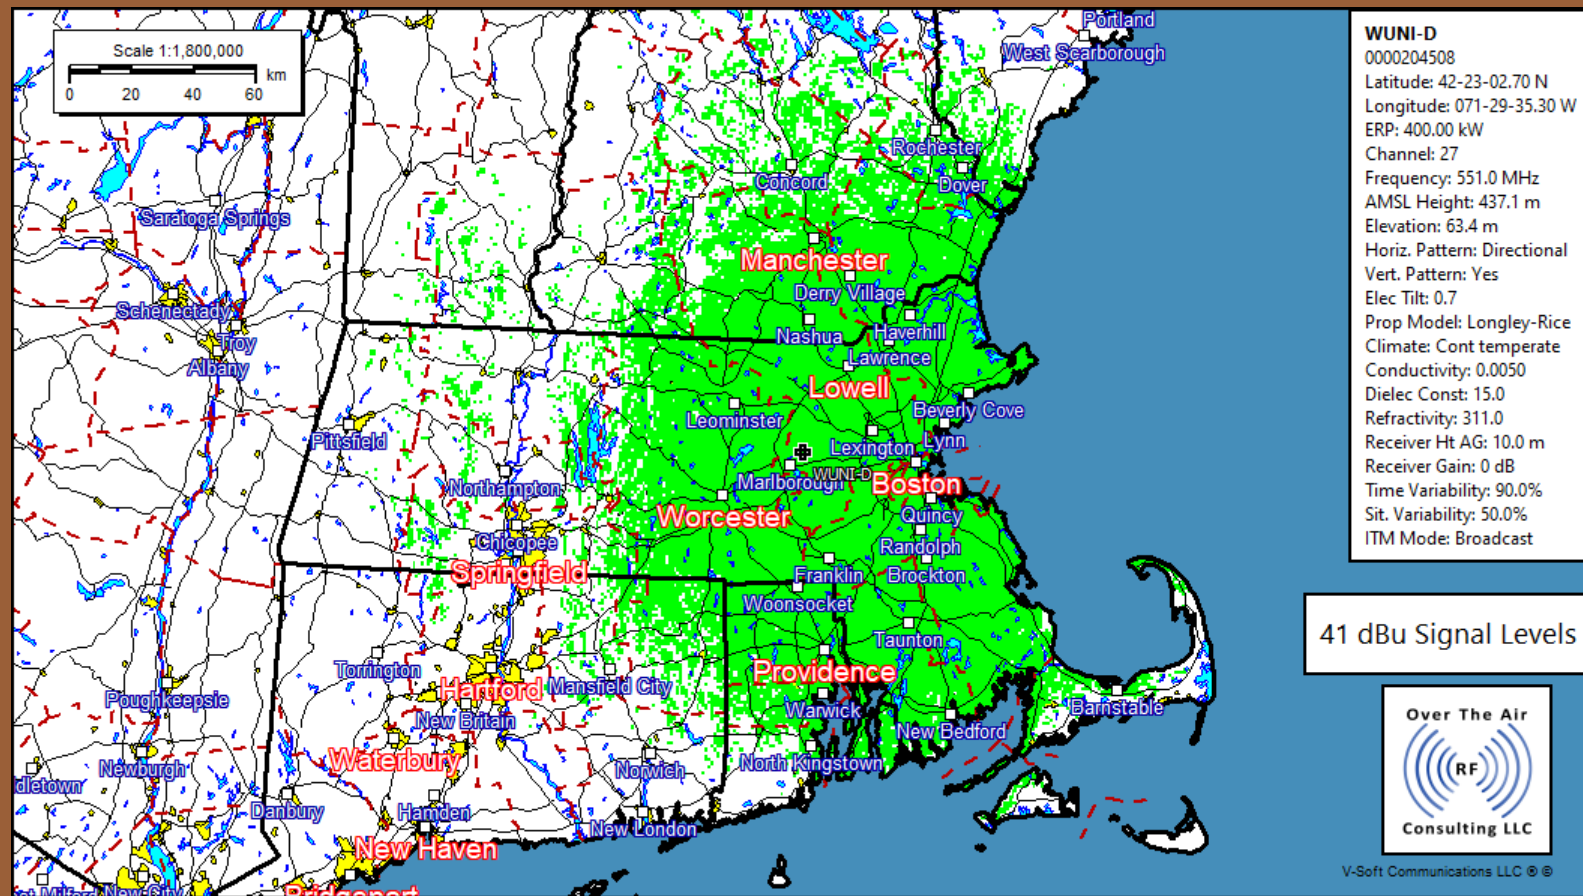 Scale 1:1,800,000
km
0 20 40 60
Portland
West Scarborough
Rochester
Concord
Dover
Saratoga Springs
Manchester
Derry Village
Schenectady
Troy
Albany
Nashua
Haverhill
Lawrence
Lowell
Leominster
Beverly Cove
Pittsfield
Lexington
Lynn
WUNI-D
Northampton
Marlborough
Boston
Worcester
Quincy
Chicopee
Randolph
Springfield
Franklin
Brockton
Woonsocket
Taunton
Torrington
Providence
Hartford
Mansfield City
Poughkeepsie
Warwick
Barnstable
New Britain
New Bedford
Waterbury
Newburgh
Norwich
North Kingstown
dletown
Danbury
Hamden
New London
New Haven
New City
Bridgeport
WUNI-D
0000204508
Latitude: 42-23-02.70 N
Longitude: 071-29-35.30 W
ERP: 400.00 kW
Channel: 27
Frequency: 551.0 MHz
AMSL Height: 437.1 m
Elevation: 63.4 m
Horiz. Pattern: Directional
Vert. Pattern: Yes
Elec Tilt: 0.7
Prop Model: Longley-Rice
Climate: Cont temperate
Conductivity: 0.0050
Dielec Const: 15.0
Refractivity: 311.0
Receiver Ht AG: 10.0 m
Receiver Gain: 0 dB
Time Variability: 90.0%
Sit. Variability: 50.0%
ITM Mode: Broadcast
41 dBu Signal Levels
Over The Air
RF
Consulting LLC
V-Soft Communications LLC ® ©